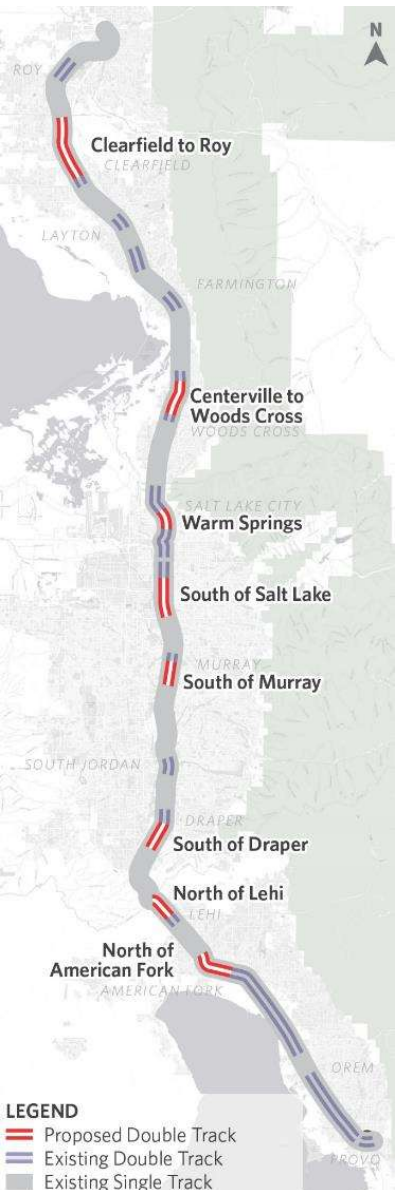 N
ROY
Clearfield to Roy
CLEARFIELD
LAYTON
FARMINGTON
Centerville to
Woods Cross
WOODS CROSS
SALT LAKE CITY
Warm Springs
South of Salt Lake
MURRAY
South of Murray
SOUTH JORDAN
DRAPER
South of Draper
North of Lehi
LEHI
North of
American Fork
AMERICAN FORK
OREM
PROVO
LEGEND
Proposed Double Track
Existing Double Track
Existing Single Track